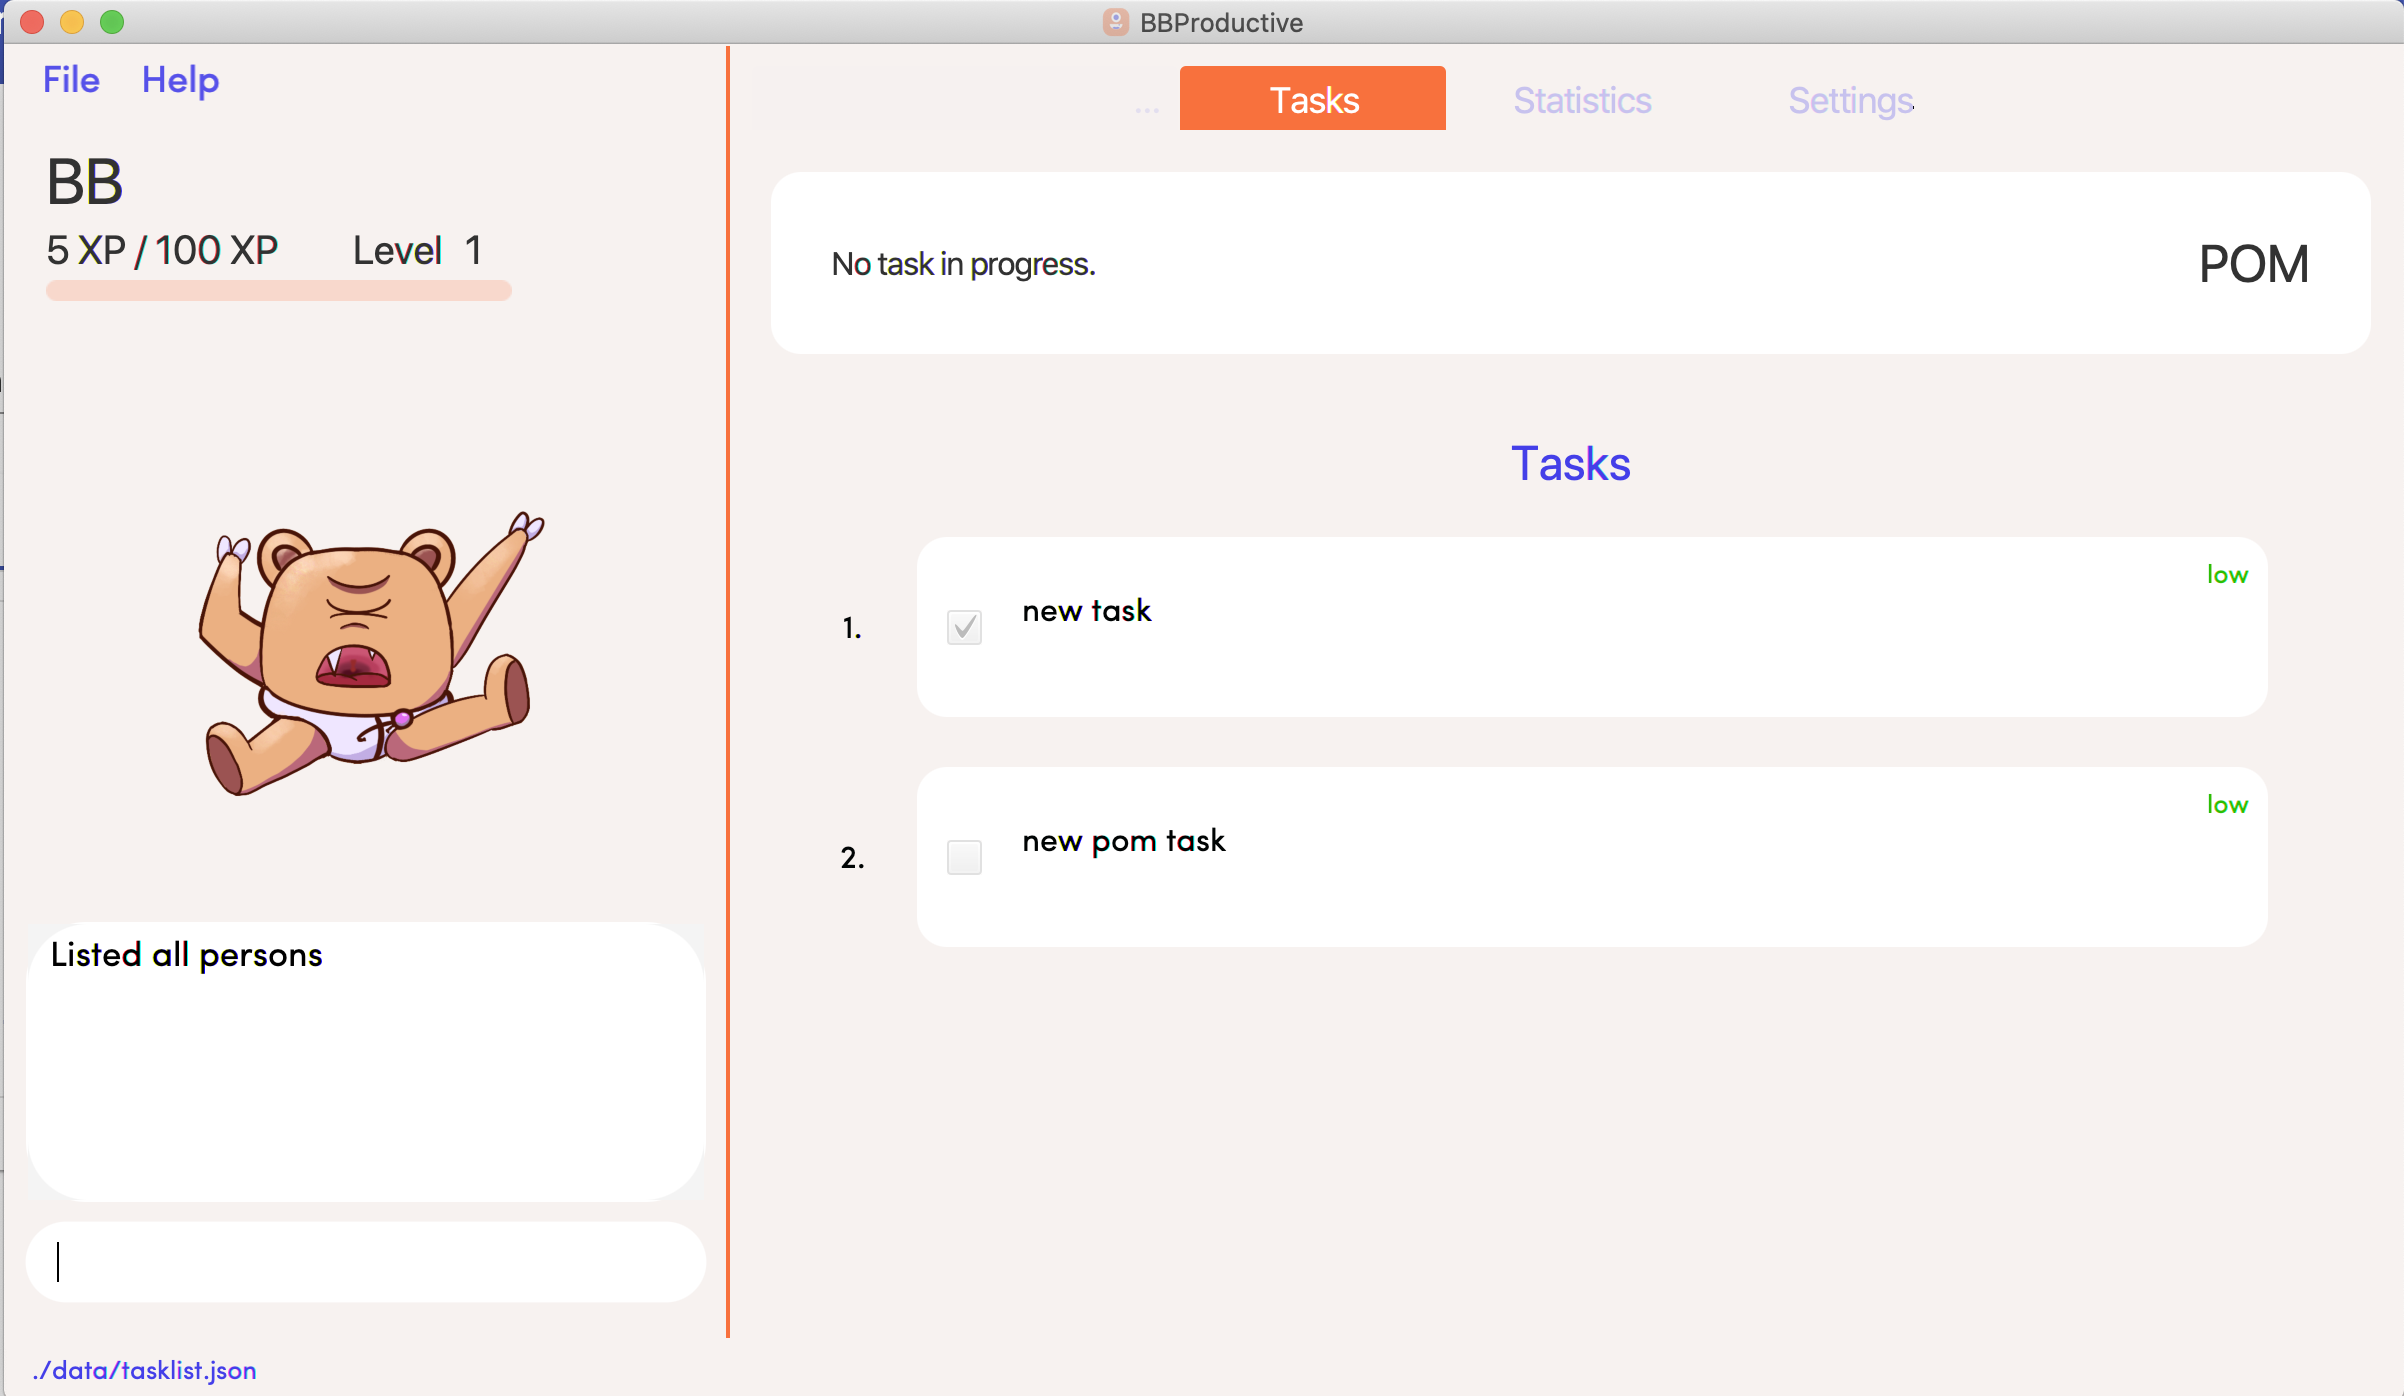 BBProductive
File Help
BB
5 XP / 100 XP Level 1
Listed all persons
./data/tasklist.json
... Tasks Statistics Settings
No task in progress. POM
Tasks
1. new task low
2. new pom task low